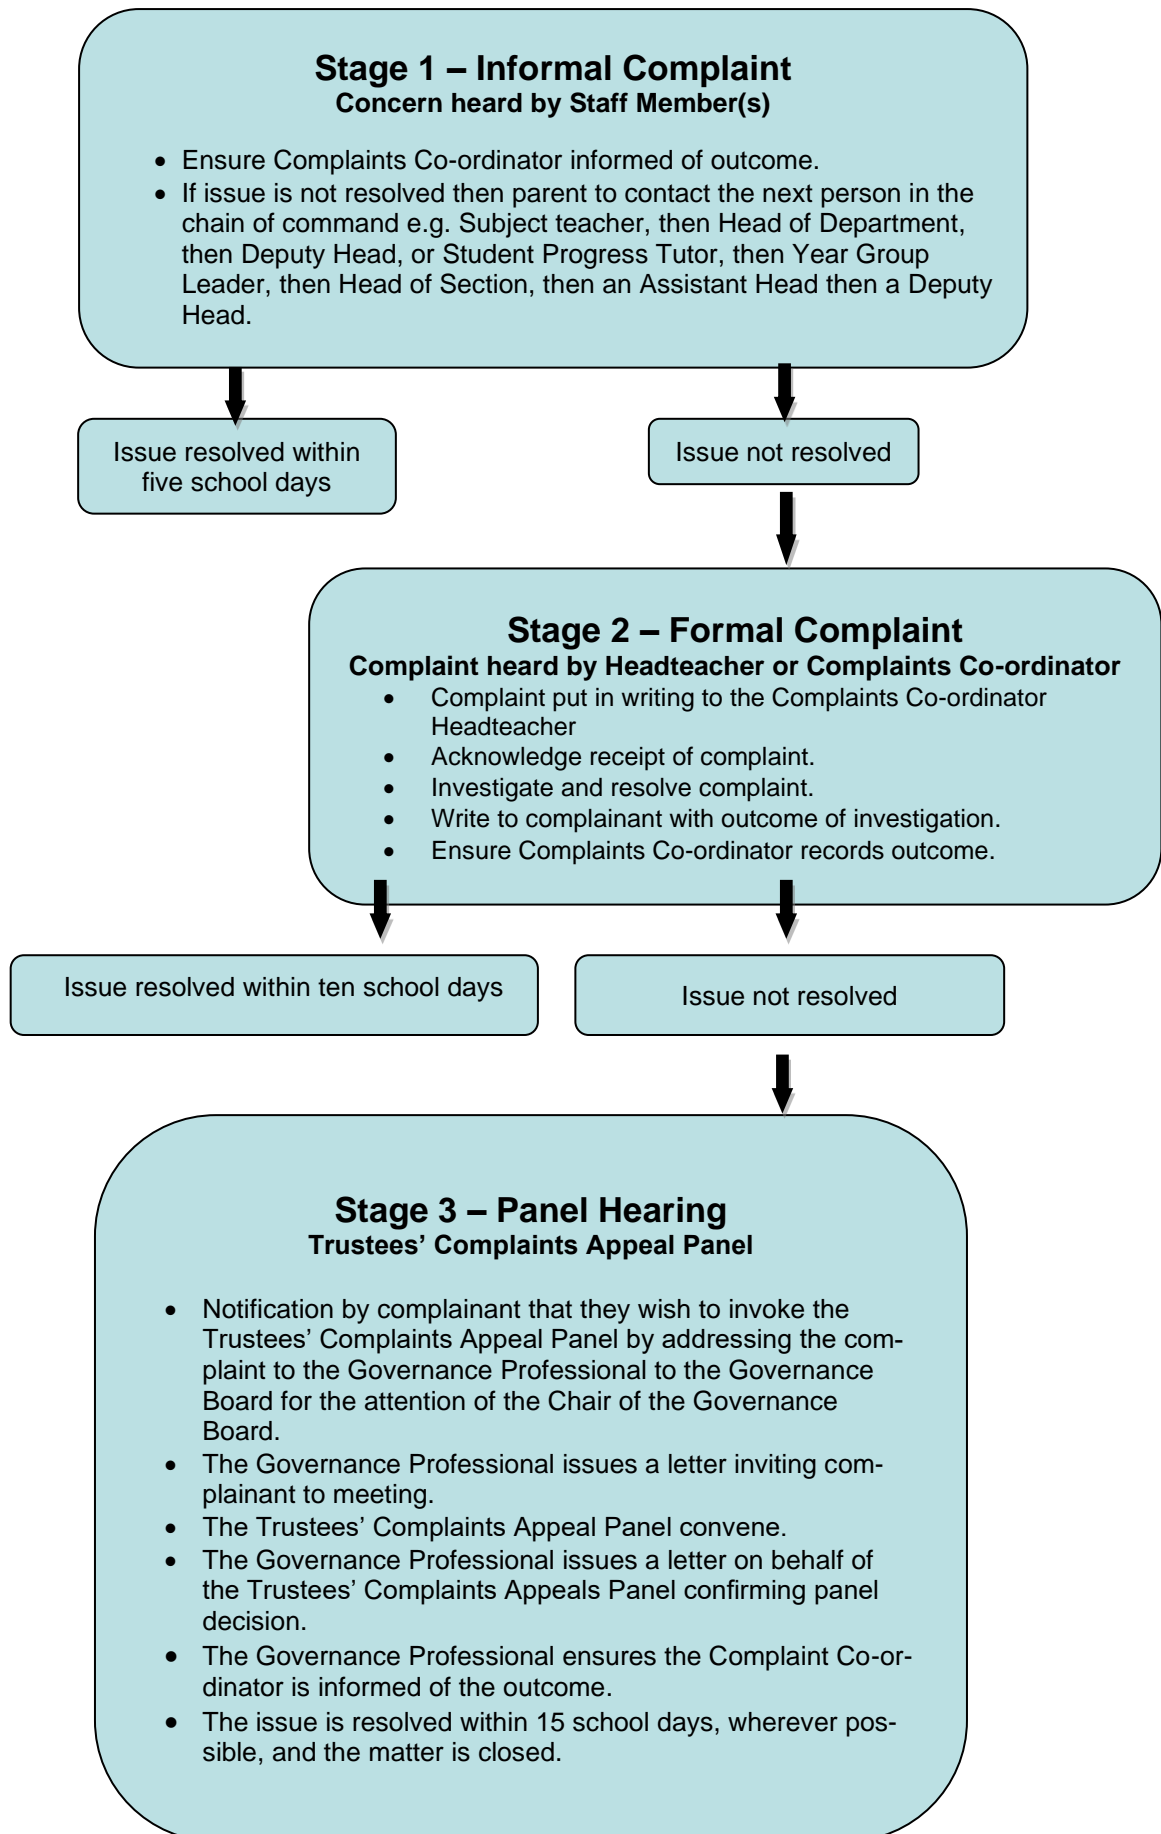 Stage 1 – Informal Complaint
Concern heard by Staff Member(s)
• Ensure Complaints Co-ordinator informed of outcome.
• If issue is not resolved then parent to contact the next person in the
chain of command e.g. Subject teacher, then Head of Department,
then Deputy Head, or Student Progress Tutor, then Year Group
Leader, then Head of Section, then an Assistant Head then a Deputy
Head.
Issue resolved within
five school days
Issue not resolved
Stage 2 – Formal Complaint
Complaint heard by Headteacher or Complaints Co-ordinator
• Complaint put in writing to the Complaints Co-ordinator
Headteacher
• Acknowledge receipt of complaint.
• Investigate and resolve complaint.
• Write to complainant with outcome of investigation.
• Ensure Complaints Co-ordinator records outcome.
Issue resolved within ten school days
Issue not resolved
Stage 3 – Panel Hearing
Trustees’ Complaints Appeal Panel
• Notification by complainant that they wish to invoke the
Trustees’ Complaints Appeal Panel by addressing the com-
plaint to the Governance Professional to the Governance
Board for the attention of the Chair of the Governance
Board.
• The Governance Professional issues a letter inviting com-
plainant to meeting.
• The Trustees’ Complaints Appeal Panel convene.
• The Governance Professional issues a letter on behalf of
the Trustees’ Complaints Appeals Panel confirming panel
decision.
• The Governance Professional ensures the Complaint Co-or-
dinator is informed of the outcome.
• The issue is resolved within 15 school days, wherever pos-
sible, and the matter is closed.